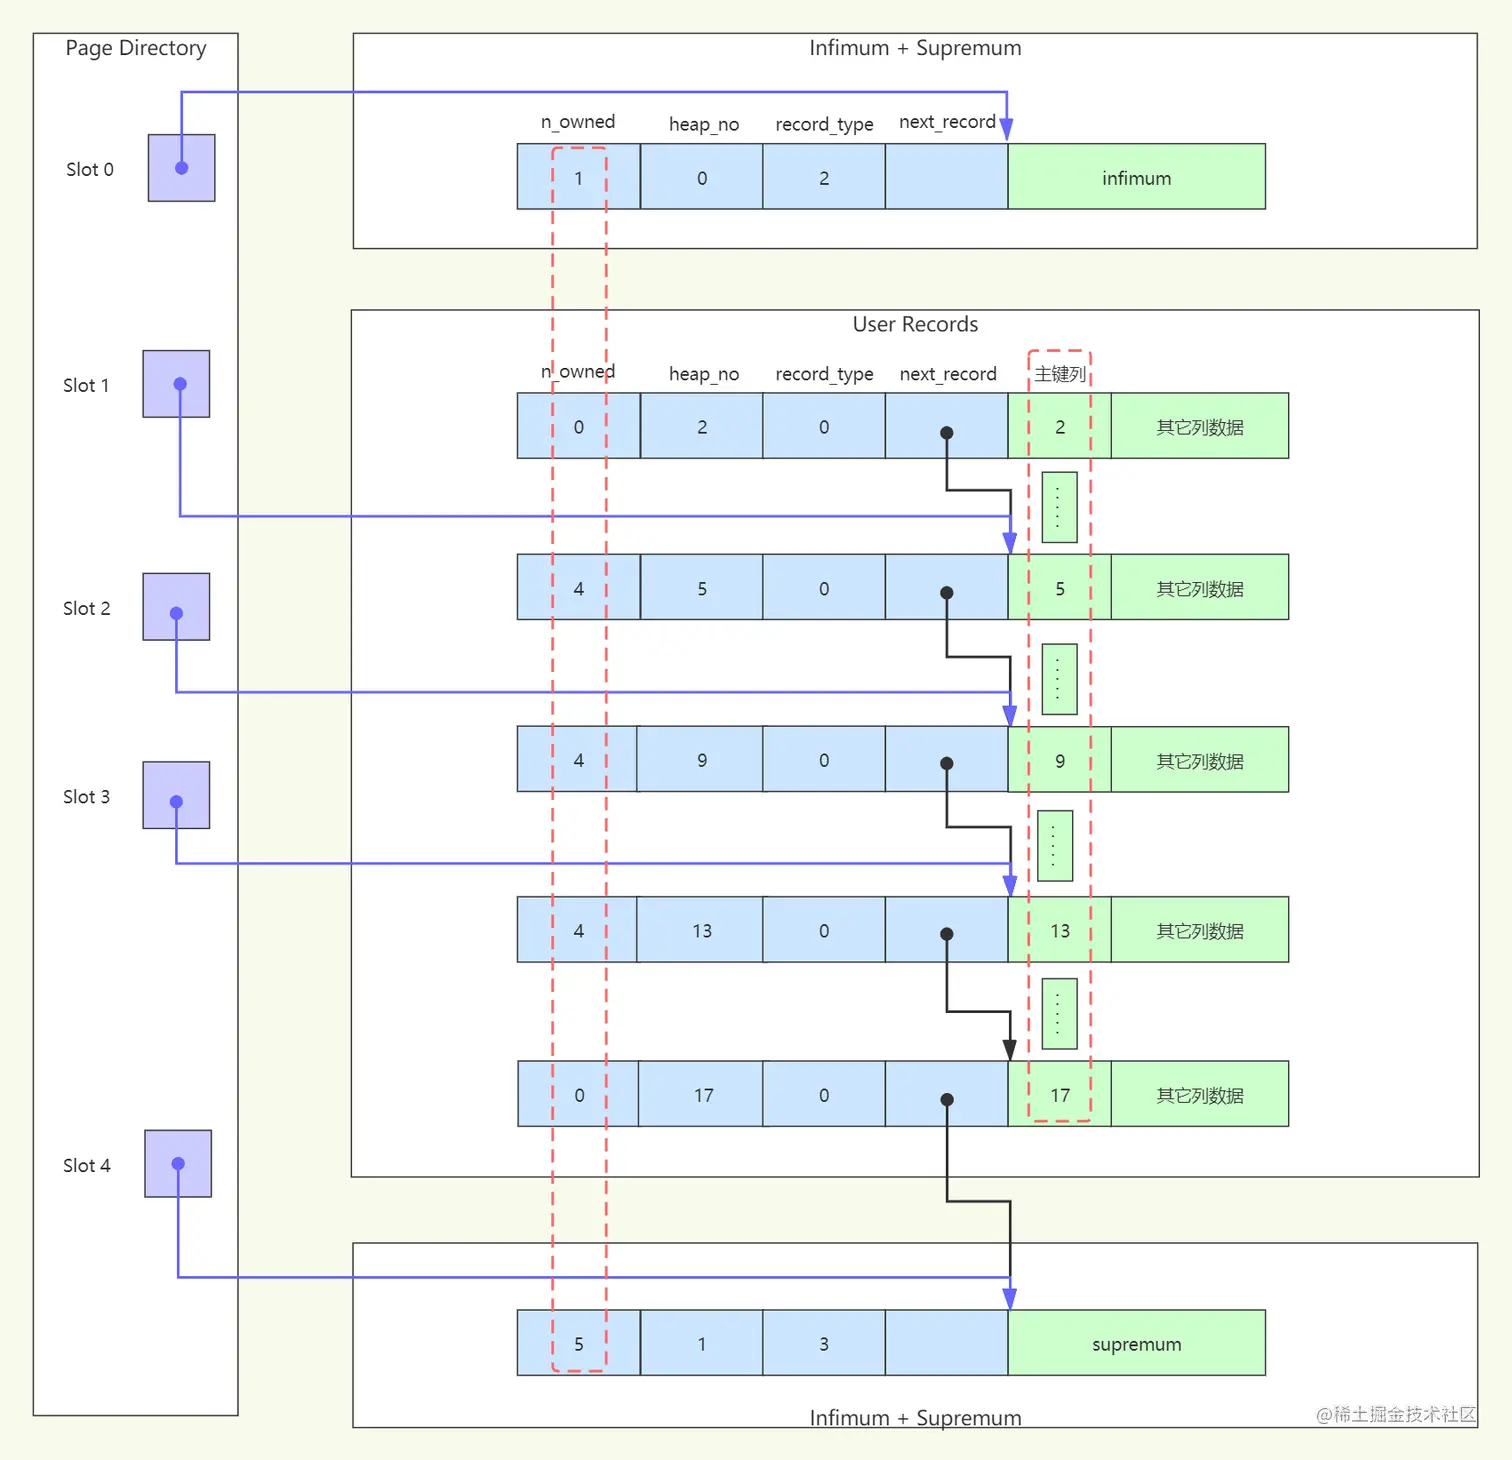 Page Directory
Infimum + Supremum
n_owned heap_no record_type next_record
Slot 0
1 0 2 infimum
User Records
n_owned heap_no record_type next_record 主键列
Slot 1
0 2 0 2 其它列数据
Slot 2
4 5 0 5 其它列数据
4 9 0 9 其它列数据
Slot 3
4 13 0 13 其它列数据
0 17 0 17 其它列数据
Slot 4
5 1 3 supremum
Infimum + Supremum
@稀土掘金技术社区